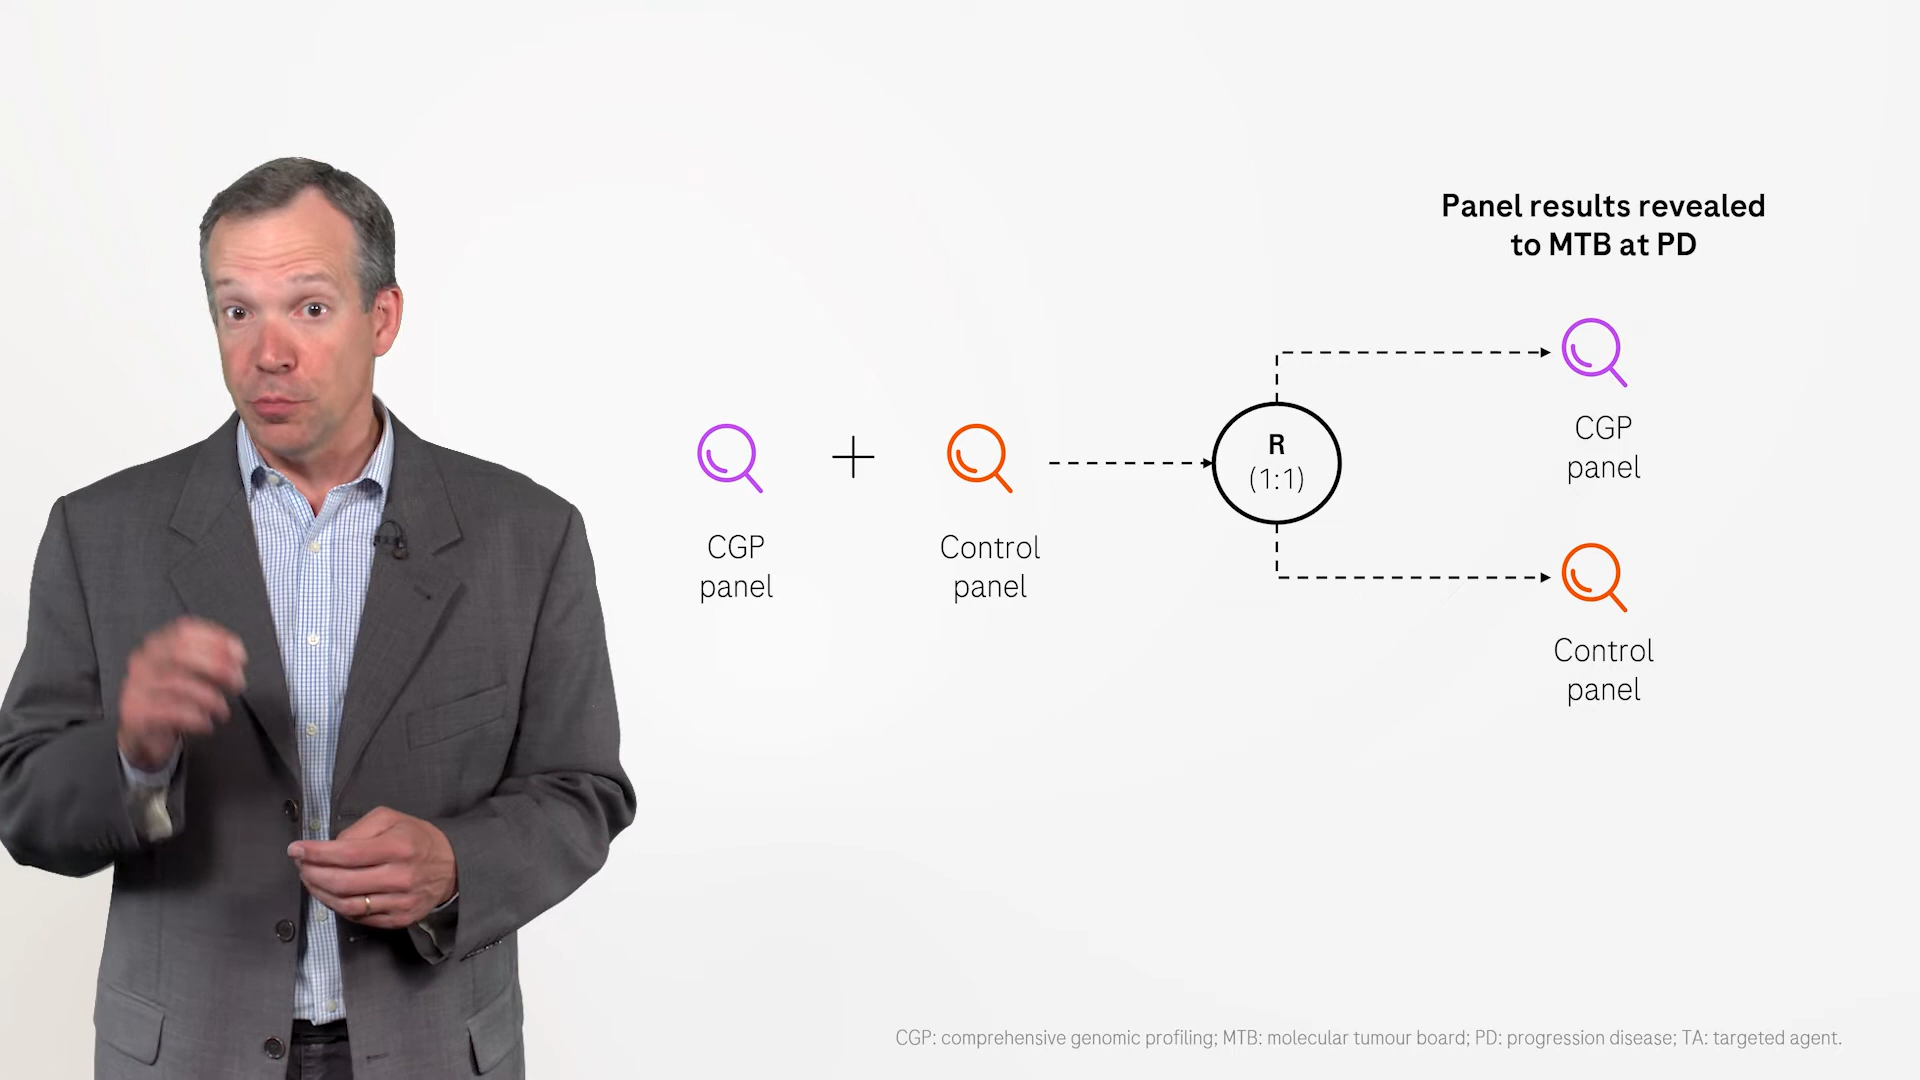 Panel results revealed
to MTB at PD
CGP
panel
Control
panel
R
(1:1)
CGP
panel
Control
panel
CGP: comprehensive genomic profiling; MTB: molecular tumour board; PD: progression disease; TA: targeted agent.